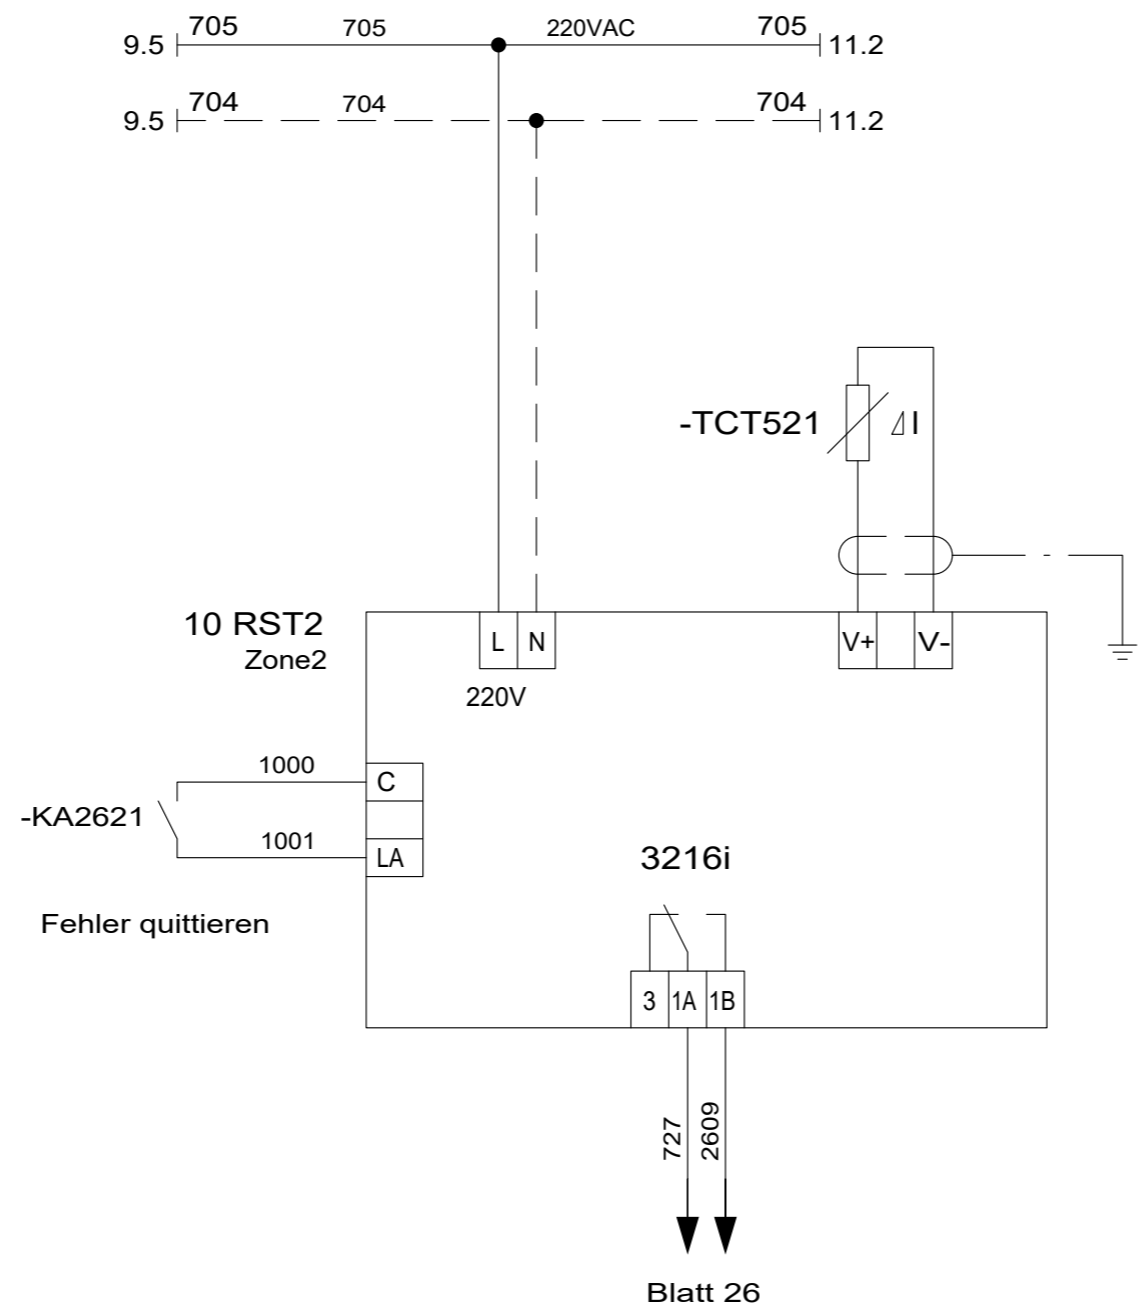 705 705 220VAC 705
9.5 11.2
704 704 704
9.5 11.2
-TCT521 ⊿I
10 RST2
Zone2
L N V+ V-
220V
1000
C
-KA2621
1001
LA
3216i
Fehler quittieren
3 1A 1B
727 2609
Blatt 26